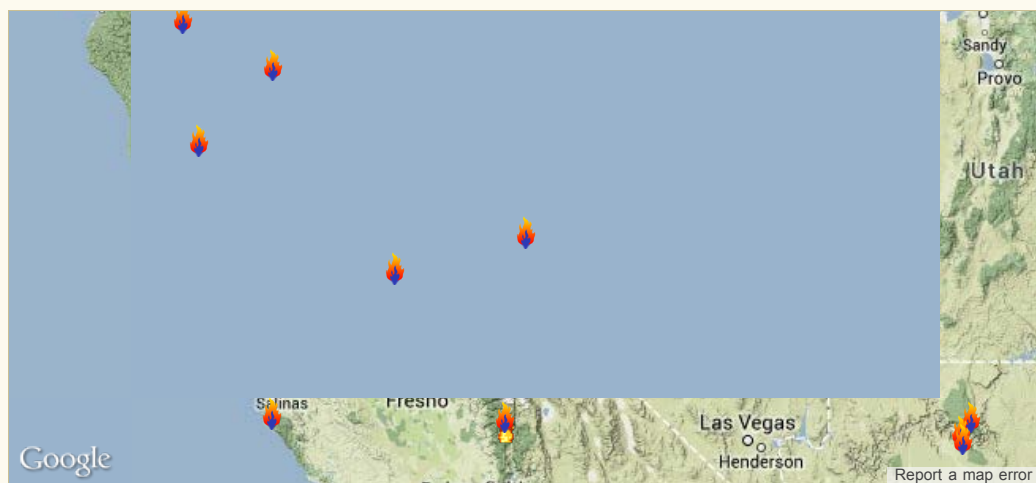 Sandy
Provo
Utah
Salinas
Fresno
Las Vegas
Henderson
Google
Report a map error